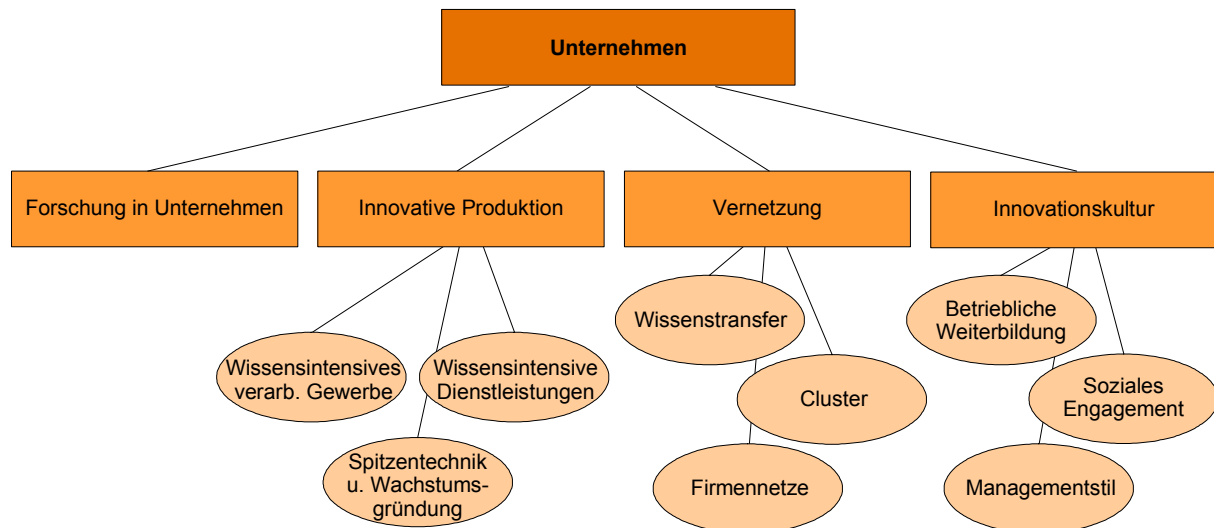 Unternehmen
Forschung in Unternehmen
Innovative Produktion
Vernetzung
Innovationskultur
Wissensintensives
verarb. Gewerbe
Wissensintensive
Dienstleistungen
Spitzentechnik
u. Wachstums-
gründung
Wissenstransfer
Cluster
Firmennetze
Betriebliche
Weiterbildung
Soziales
Engagement
Managementstil